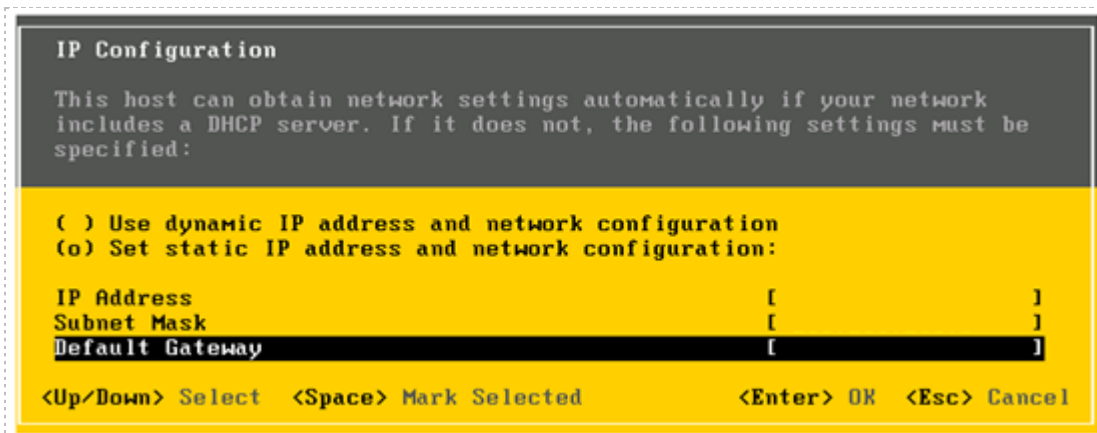 IP Configuration
This host can obtain network settings automatically if your network
includes a DHCP server. If it does not, the following settings must be
specified:
( ) Use dynamic IP address and network configuration
(o) Set static IP address and network configuration:
IP Address [ ]
Subnet Mask [ ]
Default Gateway [ ]
<Up/Down> Select <Space> Mark Selected <Enter> OK <Esc> Cancel